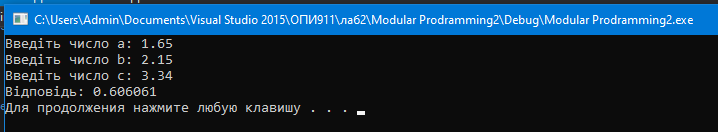 C:\Users\Admin\Documents\Visual Studio 2015\ОПИ911\ла62\Modular Prodramming2\Debug\Modular Prodramming2.exe
Введіть число a: 1.65
Введіть число b: 2.15
Введіть число c: 3.34
Відповідь: 0.606061
Для продолжения нажмите любую клавишу . . .